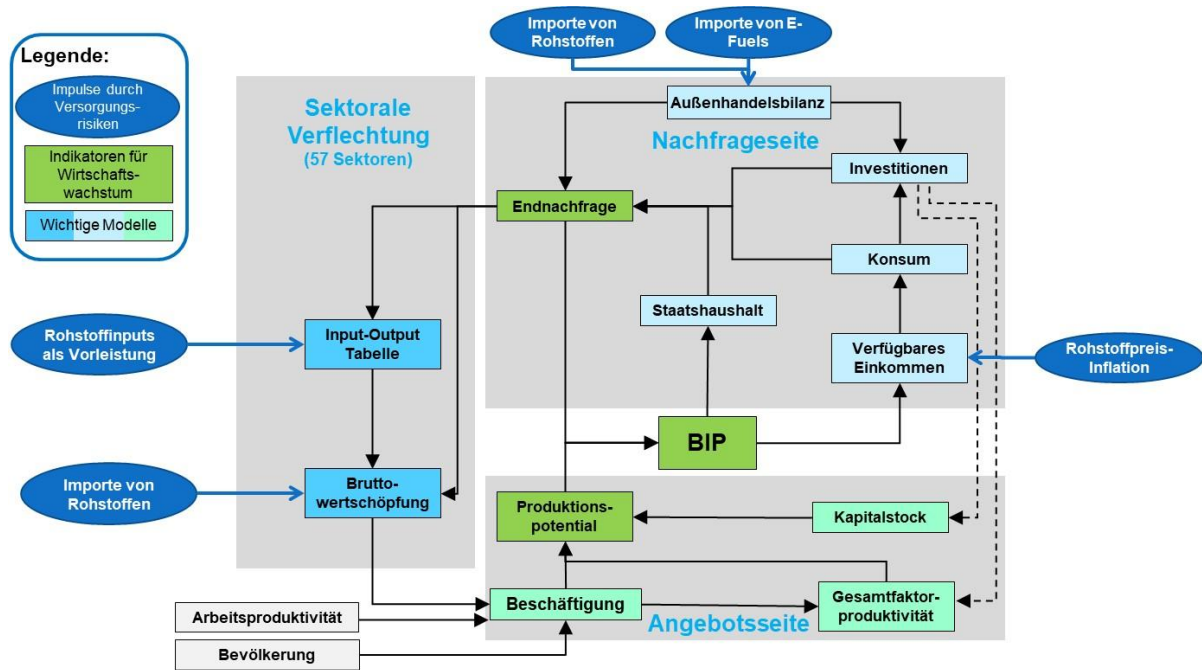 Importe von
Rohstoffen
Importe von E-
Fuels
Legende:
Impulse durch
Versorgungs-
risiken
Indikatoren für
Wirtschafts-
wachstum
Wichtige Modelle
Sektorale
Verflechtung
(57 Sektoren)
Außenhandelsbilanz
Nachfrageseite
Investitionen
Endnachfrage
Konsum
Staatshaushalt
Rohstoffinputs
als Vorleistung
Input-Output
Tabelle
Verfügbares
Einkommen
Rohstoffpreis-
Inflation
BIP
Importe von
Rohstoffen
Brutto-
wertschöpfung
Produktions-
potential
Kapitalstock
Beschäftigung
Gesamtfaktor-
produktivität
Angebotsseite
Arbeitsproduktivität
Bevölkerung